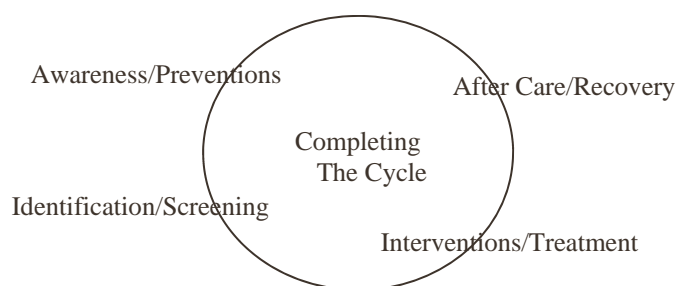 Awareness/Preventions
After Care/Recovery
Completing
The Cycle
Identification/Screening
Interventions/Treatment